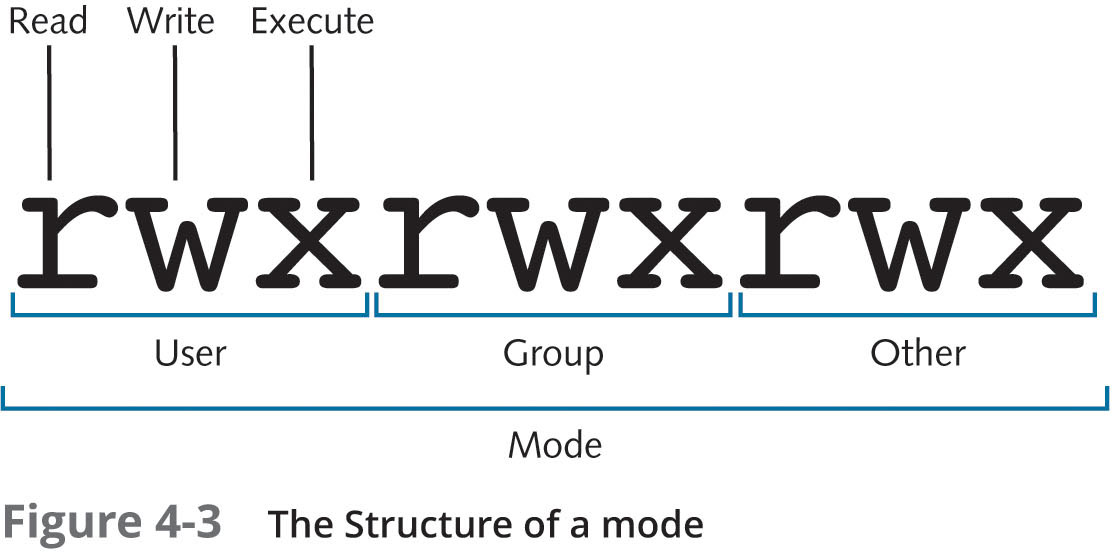 Read Write Execute
rwxrwxrwx
User Group Other
Mode
Figure 4-3 The Structure of a mode